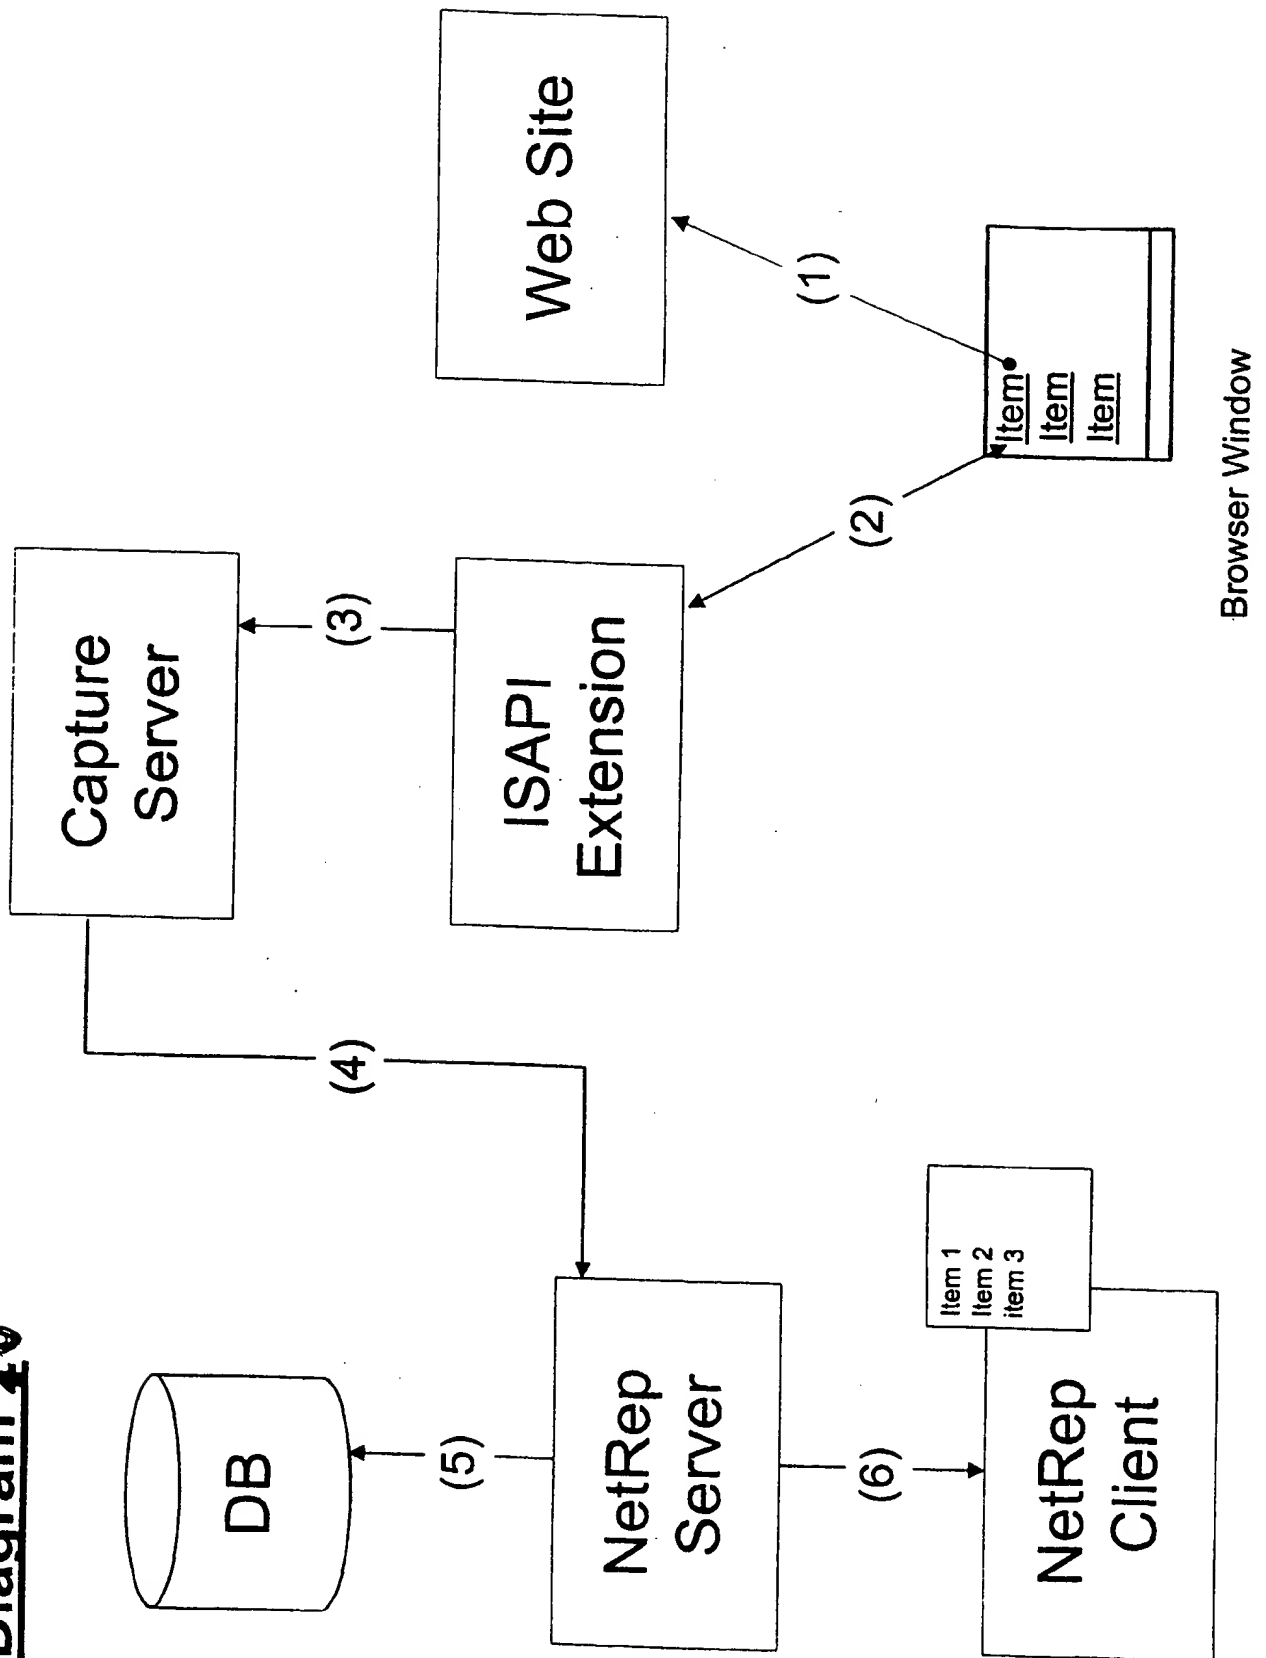 Diagram
DB
(5)
NetRep
Server
(6)
NetRep
Client
Item 1
Item 2
item 3
(4)
Capture
Server
(3)
ISAPI
Extension
(2)
Web Site
(1)
Item
Item
Item
Browser Window